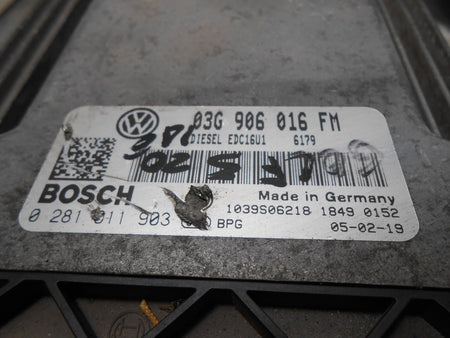 03G 906 016 FM
DIESEL EDC16U1 6179
BOSCH
Made in Germany
0 281 011 903
1039S06218 1849 0152
BPG
05-02-19